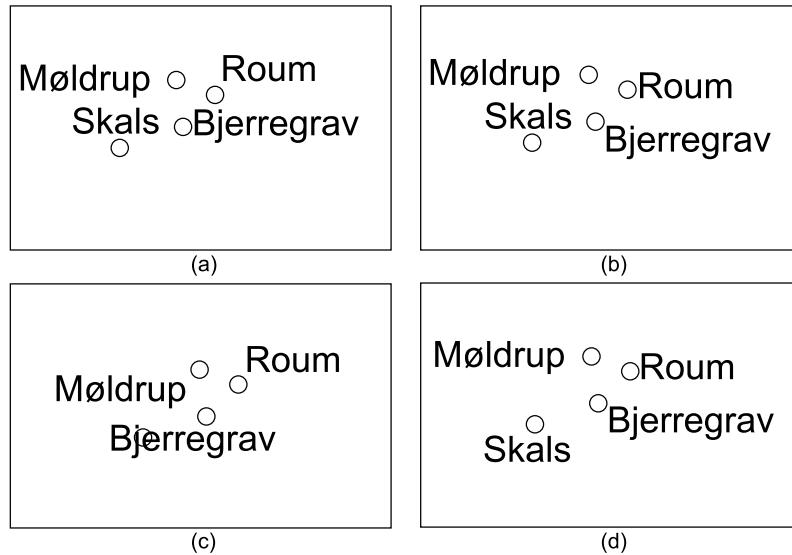 Møldrup
Roum
Skals
Bjerregrav
(a)
Møldrup
Roum
Skals
Bjerregrav
(b)
Roum
Møldrup
Bjerregrav
(c)
Møldrup
Roum
Bjerregrav
Skals
(d)